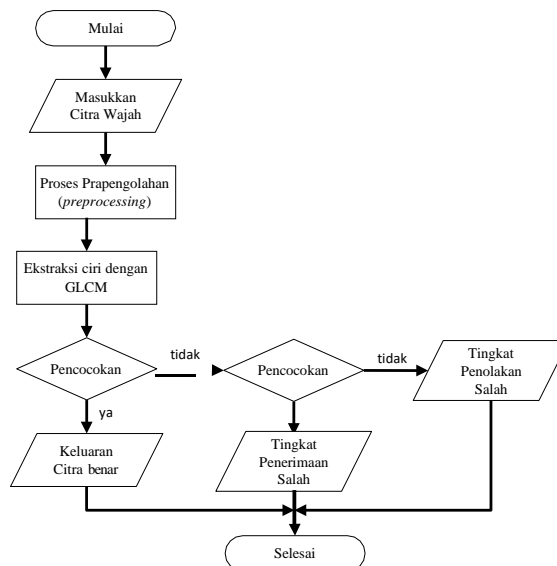 Mulai
Masukkan
Citra Wajah
Proses Prapengolahan
(preprocessing)
Ekstraksi ciri dengan
GLCM
Pencocokan
tidak
Pencocokan
tidak
Tingkat
Penolakan
Salah
ya
Keluaran
Citra benar
Tingkat
Penerimaan
Salah
Selesai